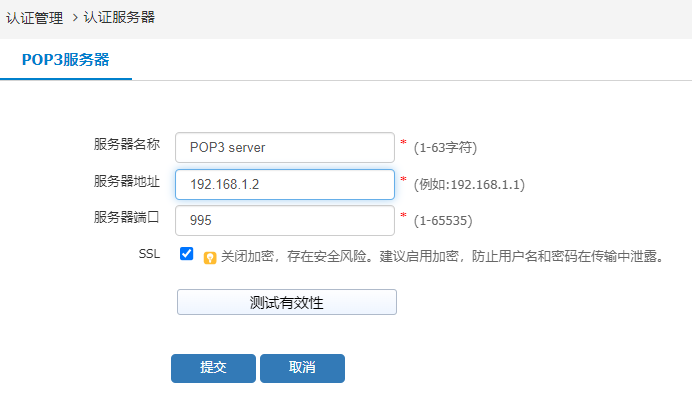 认证管理 > 认证服务器
POP3服务器
服务器名称 POP3 server * (1-63字符)
服务器地址 192.168.1.2 * (例如:192.168.1.1)
服务器端口 995 * (1-65535)
SSL 关闭加密，存在安全风险。建议启用加密，防止用户名和密码在传输中泄露。
测试有效性
提交 取消